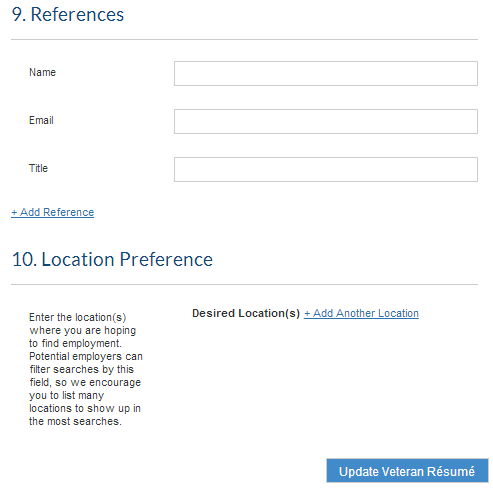 9. References
Name
Email
Title
+ Add Reference
10. Location Preference
Enter the location(s)
where you are hoping
to find employment.
Potential employers can
filter searches by this
field, so we encourage
you to list many
locations to show up in
the most searches.
Desired Location(s) + Add Another Location
Update Veteran Résumé